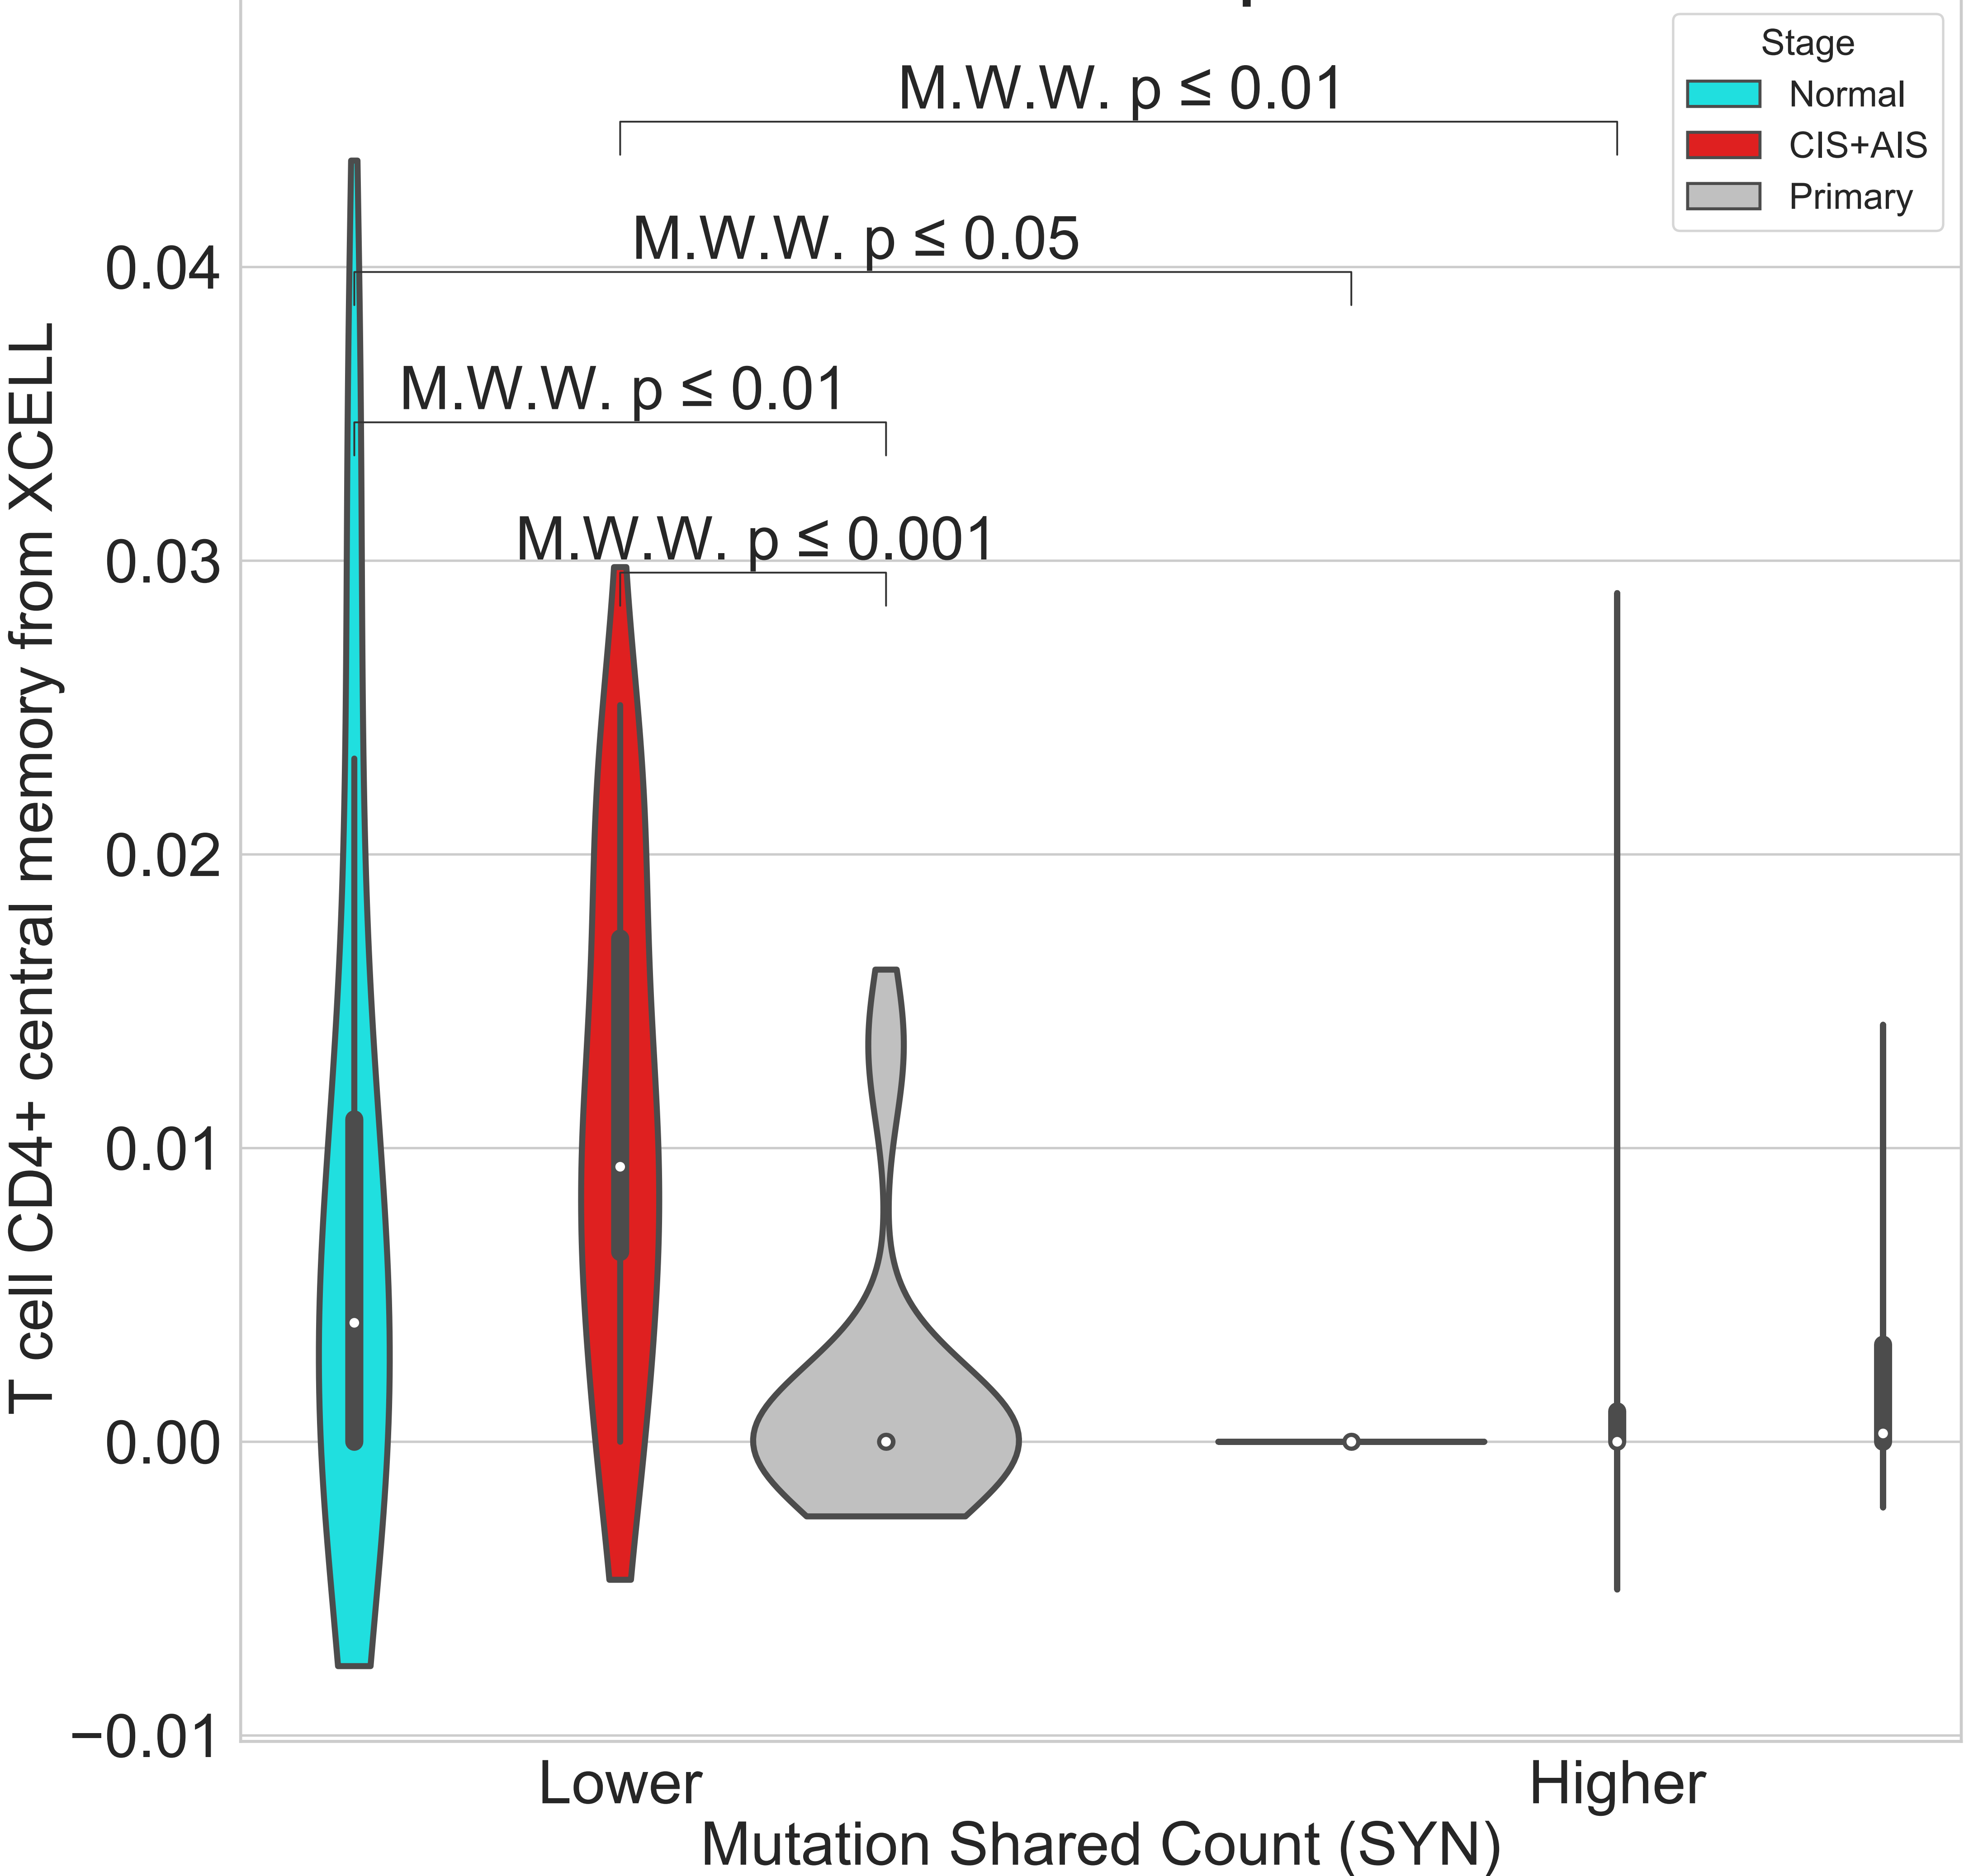 Stage
Normal
CIS+AIS
Primary
M.W.W. p ≤ 0.01
M.W.W. p ≤ 0.05
M.W.W. p ≤ 0.01
M.W.W. p ≤ 0.001
T cell CD4+ central memory from XCELL
0.04
0.03
0.02
0.01
0.00
−0.01
Lower
Higher
Mutation Shared Count (SYN)